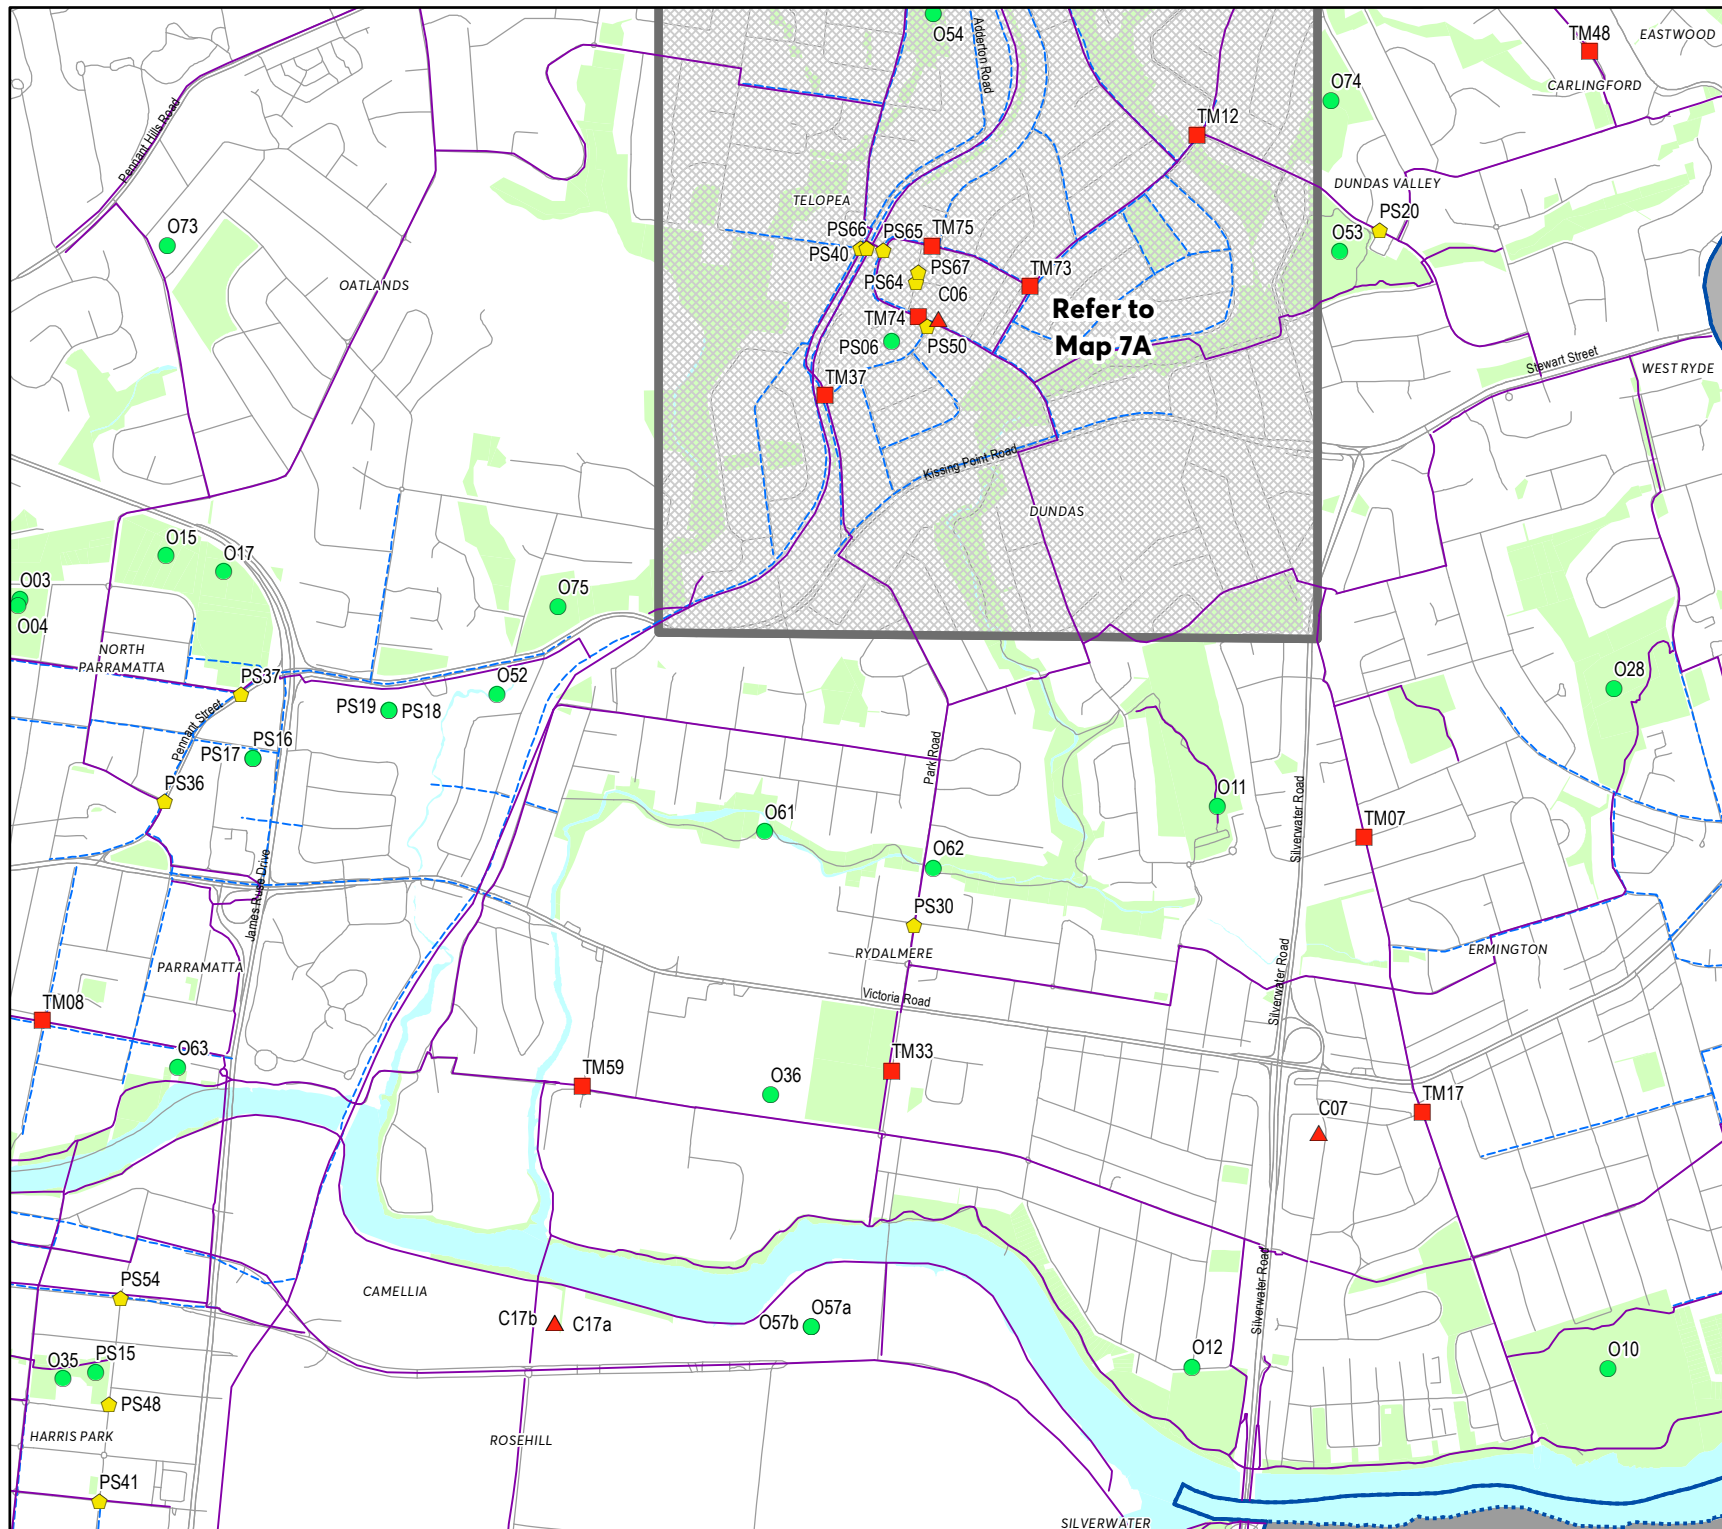 O54
Adderton Road
TM48
EASTWOOD
CARLINGFORD
O74
Pennant Hills Road
TM12
DUNDAS VALLEY
TELOPEA
PS20
O73
PS66
PS65
TM75
O53
PS40
PS67
OATLANDS
PS64
TM73
C06
Refer to
Map 7A
TM74
PS06
PS50
Stewart Street
WEST RYDE
TM37
Kissing Point Road
DUNDAS
O15
O17
O03
O75
O04
NORTH
PARRAMATTA
PS37
O52
O28
PS19
PS18
Pennant Street
PS16
PS17
Park Road
PS36
O61
O11
Silverwater Road
TM07
O62
James Ruse Drive
PS30
RYDALMERE
ERMINGTON
PARRAMATTA
Silverwater Road
Victoria Road
TM08
O63
TM59
O36
TM33
C07
TM17
PS54
CAMELLIA
Silverwater Road
C17b
C17a
O57a
O57b
O35
PS15
O12
O10
PS48
HARRIS PARK
ROSEHILL
PS41
SILVERWATER